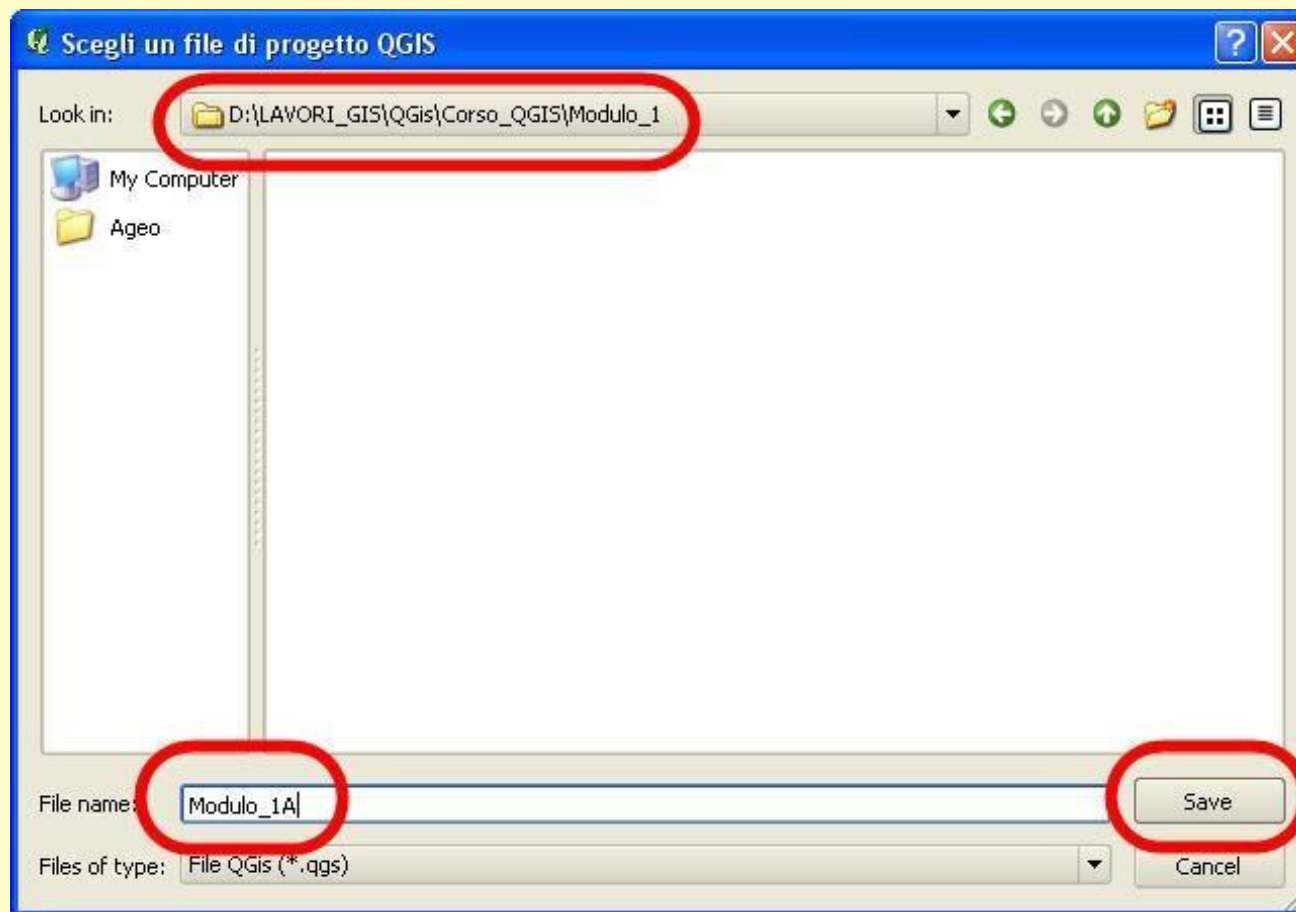 Scegli un file di progetto QGIS
Look in: D:\LAVORI_GIS\QGis\Corso_QGIS\Modulo_1
My Computer
Ageo
File name: Modulo_1A Save
Files of type: File QGis (*.qgs) Cancel